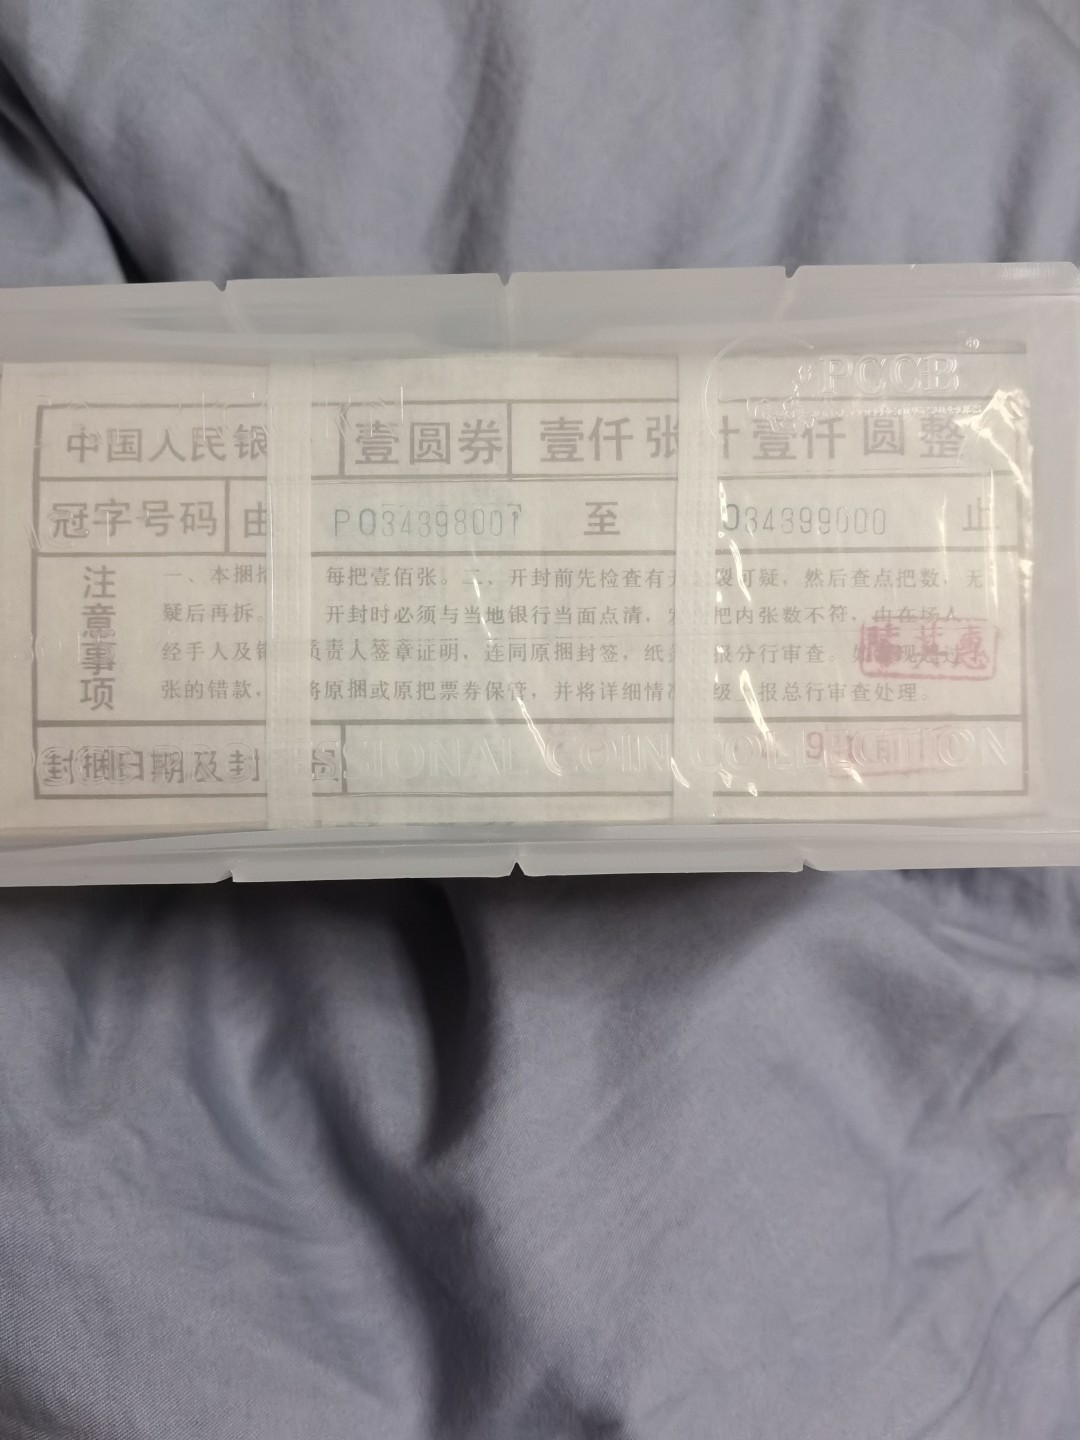 PCCB
中国人民银 壹圆券 壹仟张 计壹仟圆整
冠字号码 由 PQ34398001 至 Q34399000 止
注意事项
一、本捆 每把壹佰张。二、开封前先检查有 裂可疑，然后查点把数，无
疑后再拆。 开封时必须与当地银行当面点清， 把内张数不符，由在场人
经手人及 负责人签章证明，连同原捆封签，纸 报分行审查。
张的错款， 将原捆或原把票券保管，并将详细情况 级 报总行审查处理。
封捆日期及封 员
COIN COLLECTION